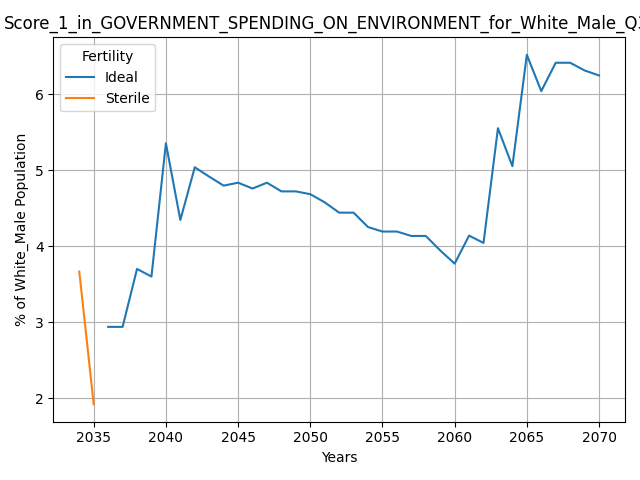 Score_1_in_GOVERNMENT_SPENDING_ON_ENVIRONMENT_for_White_Male_Q
Fertility
Ideal
Sterile
% of White_Male Population
6
5
4
3
2
2035 2040 2045 2050 2055 2060 2065 2070
Years